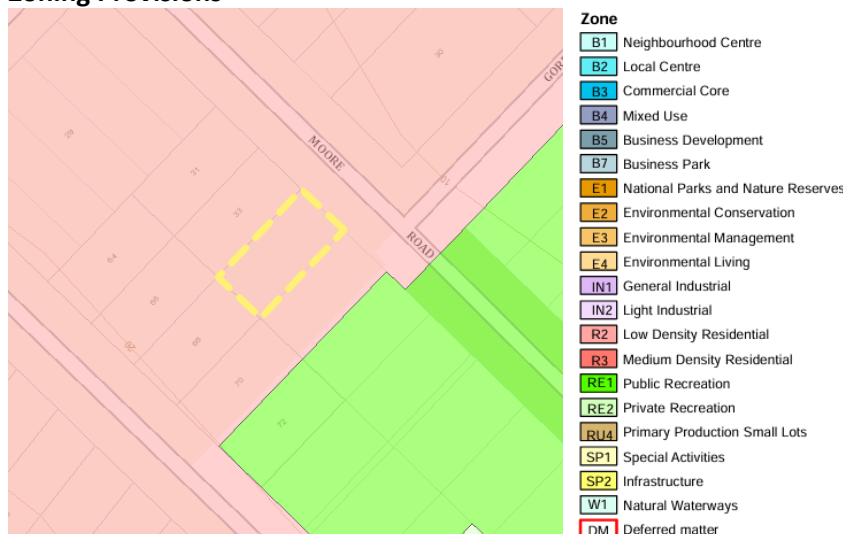 Zoning Provisions
MOORE
ROAD
31
33
70
72
Zone
B1 Neighbourhood Centre
B2 Local Centre
B3 Commercial Core
B4 Mixed Use
B5 Business Development
B7 Business Park
E1 National Parks and Nature Reserves
E2 Environmental Conservation
E3 Environmental Management
E4 Environmental Living
IN1 General Industrial
IN2 Light Industrial
R2 Low Density Residential
R3 Medium Density Residential
RE1 Public Recreation
RE2 Private Recreation
RU4 Primary Production Small Lots
SP1 Special Activities
SP2 Infrastructure
W1 Natural Waterways
DM Deferred matter